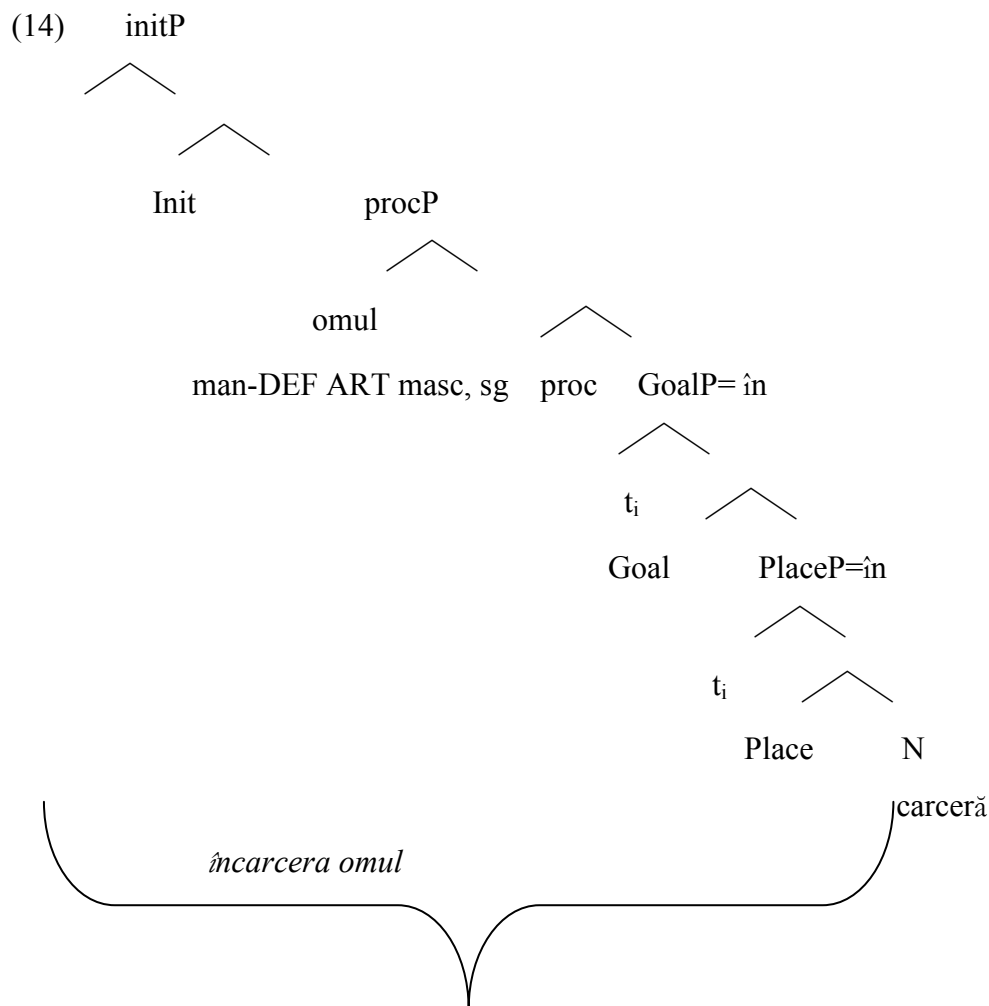 (14) initP
Init procP
omul
man-DEF ART masc, sg proc GoalP= în
tᵢ
Goal PlaceP=în
tᵢ
Place N
carceră
încarcera omul